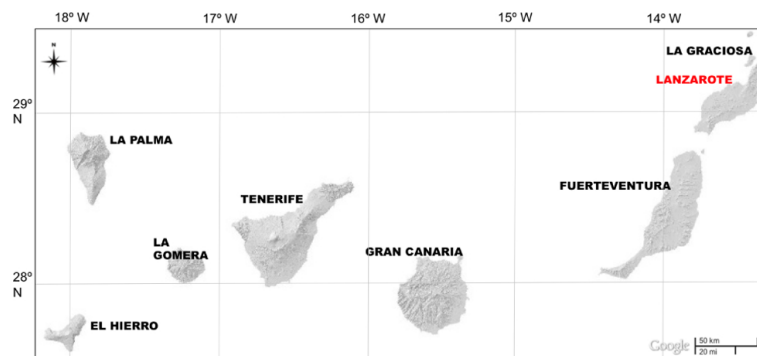 18º W
17º W
16º W
15º W
14º W
N
LA GRACIOSA
LANZAROTE
29º
N
LA PALMA
TENERIFE
FUERTEVENTURA
LA
GOMERA
GRAN CANARIA
28º
N
EL HIERRO
Google
50 km
20 mi